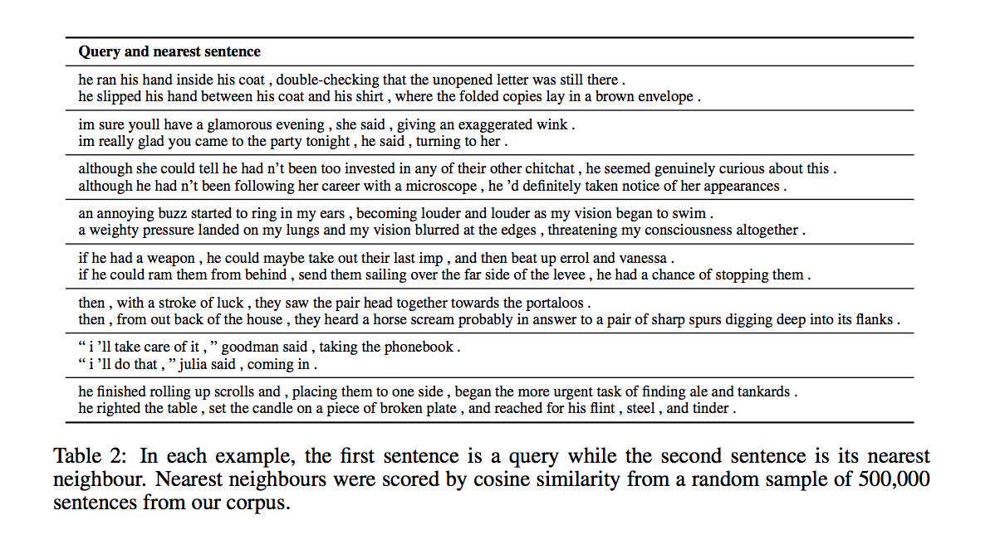 Query and nearest sentence
he ran his hand inside his coat , double-checking that the unopened letter was still there .
he slipped his hand between his coat and his shirt , where the folded copies lay in a brown envelope .
im sure youll have a glamorous evening , she said , giving an exaggerated wink .
im really glad you came to the party tonight , he said , turning to her .
although she could tell he had n’t been too invested in any of their other chitchat , he seemed genuinely curious about this .
although he had n’t been following her career with a microscope , he ’d definitely taken notice of her appearances .
an annoying buzz started to ring in my ears , becoming louder and louder as my vision began to swim .
a weighty pressure landed on my lungs and my vision blurred at the edges , threatening my consciousness altogether .
if he had a weapon , he could maybe take out their last imp , and then beat up errol and vanessa .
if he could ram them from behind , send them sailing over the far side of the levee , he had a chance of stopping them .
then , with a stroke of luck , they saw the pair head together towards the portaloos .
then , from out back of the house , they heard a horse scream probably in answer to a pair of sharp spurs digging deep into its flanks .
“ i ’ll take care of it , ” goodman said , taking the phonebook .
“ i ’ll do that , ” julia said , coming in .
he finished rolling up scrolls and , placing them to one side , began the more urgent task of finding ale and tankards .
he righted the table , set the candle on a piece of broken plate , and reached for his flint , steel , and tinder .
Table 2: In each example, the first sentence is a query while the second sentence is its nearest
neighbour. Nearest neighbours were scored by cosine similarity from a random sample of 500,000
sentences from our corpus.